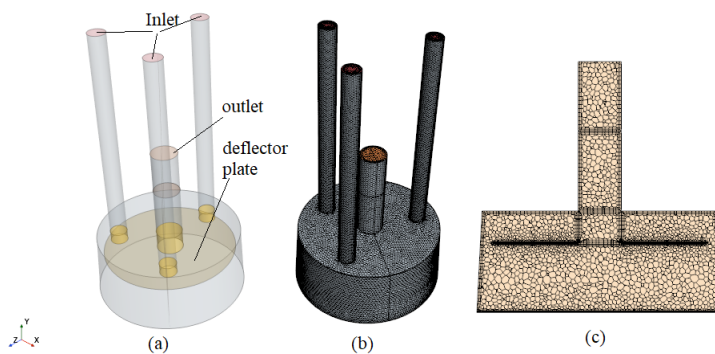 Inlet
outlet
deflector
plate
Y
Z X
(a)
(b)
(c)